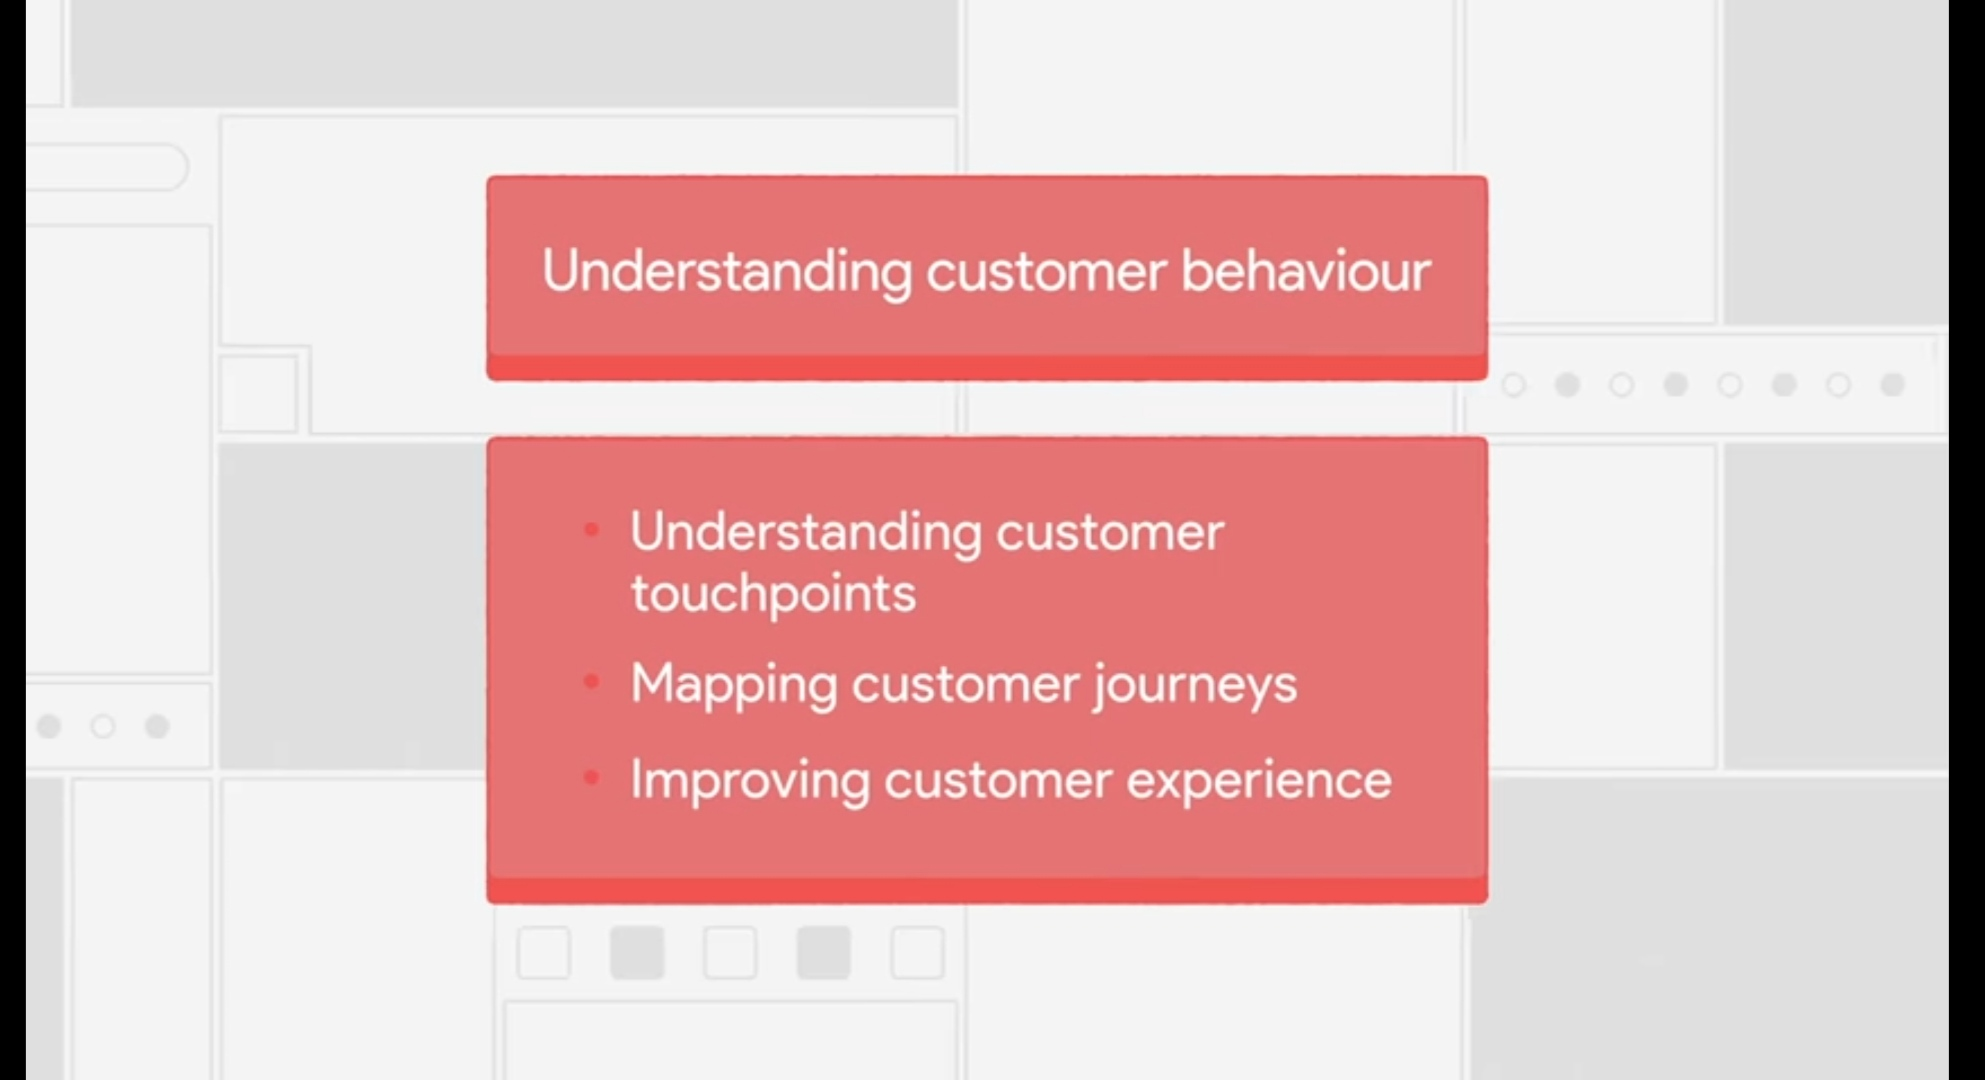 Understanding customer behaviour
• Understanding customer
touchpoints
• Mapping customer journeys
• Improving customer experience